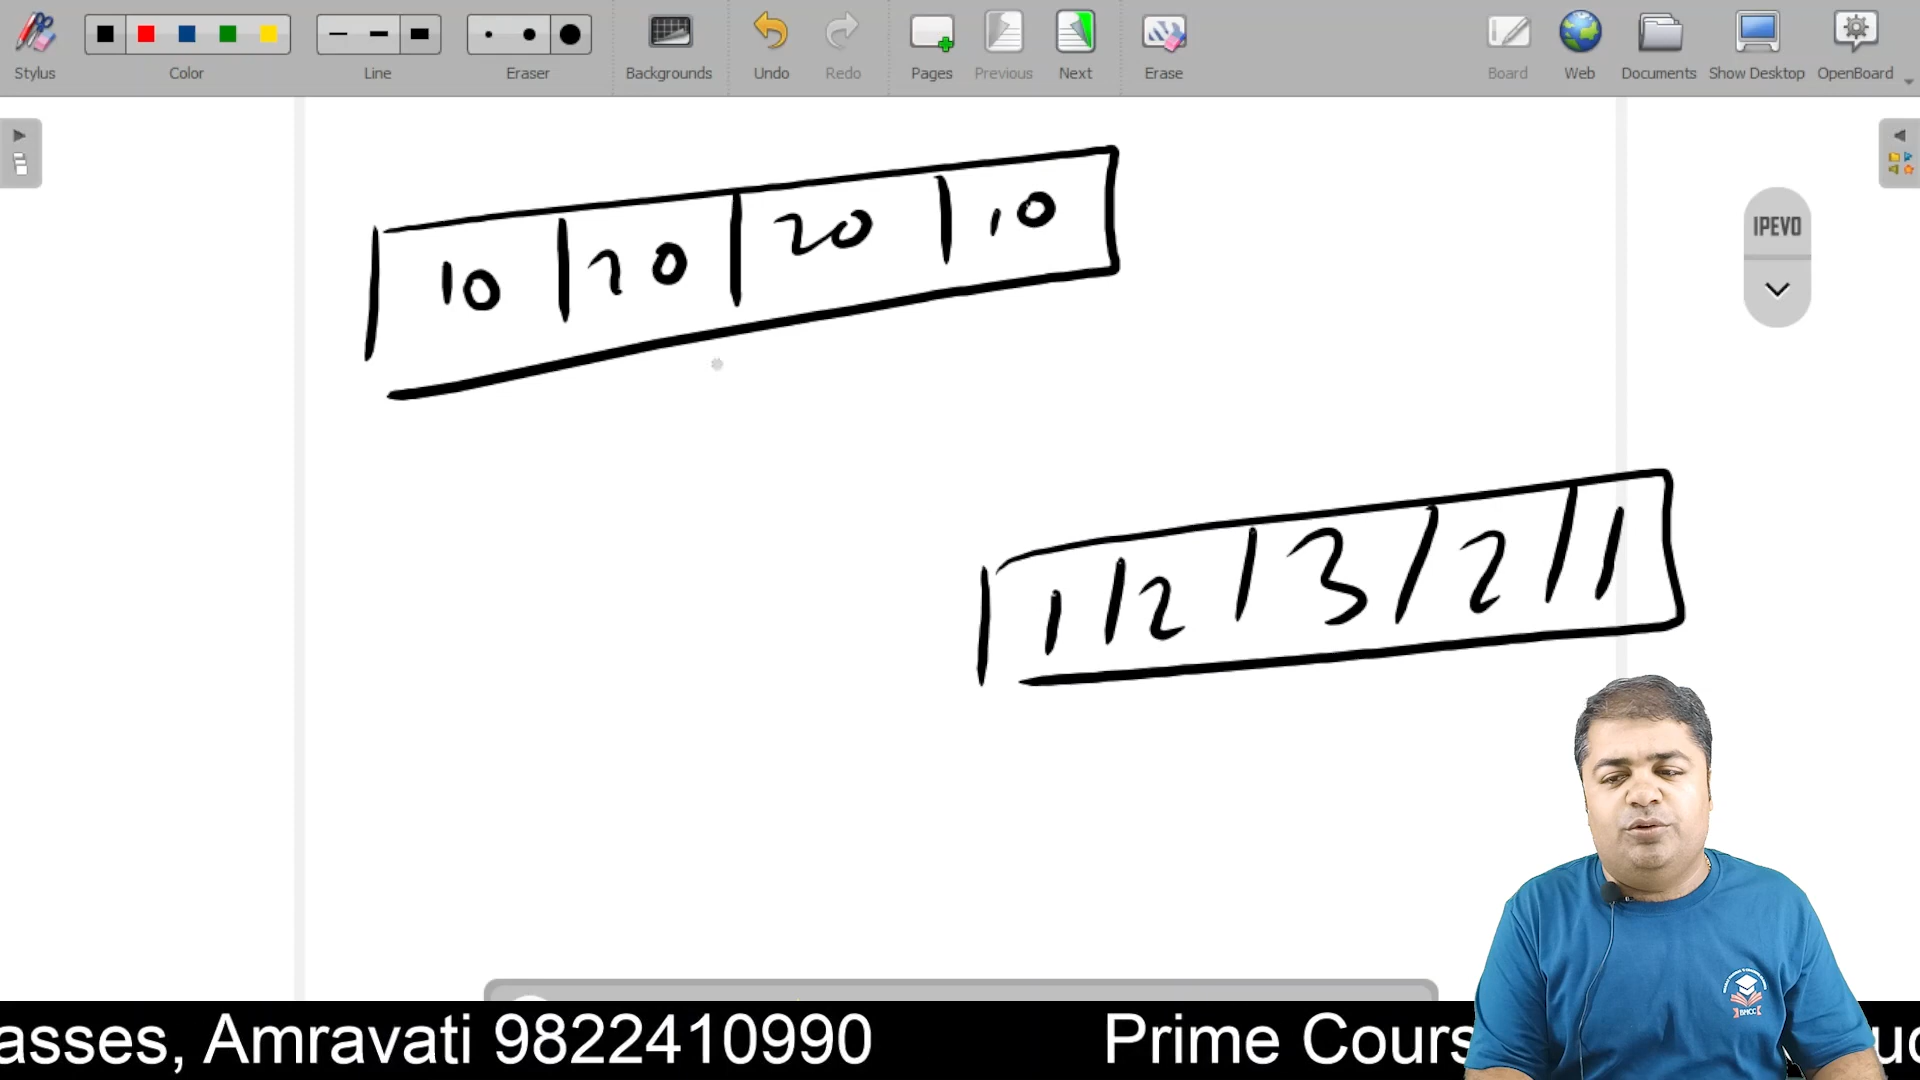 Stylus Color Line Eraser Backgrounds Undo Redo Pages Previous Next Erase Board Web Documents Show Desktop OpenBoard
IPEVO
10 20 20 10
1 2 3 2 1
BMCC
asses, Amravati 9822410990 Prime Cours